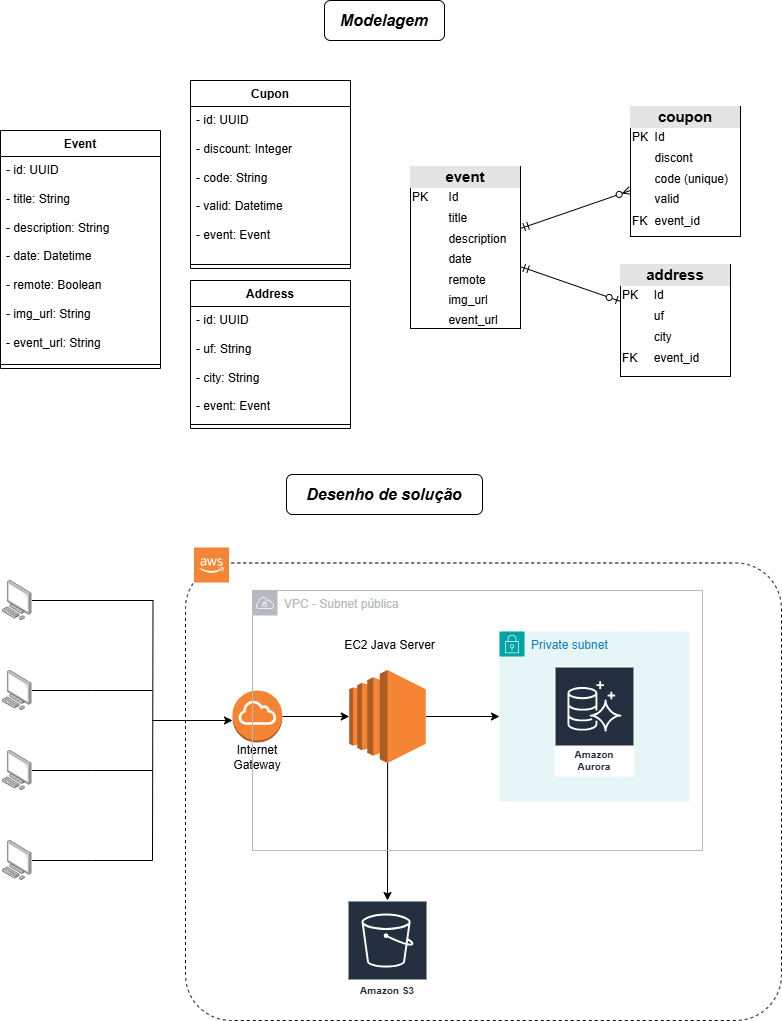 Modelagem
Event
- id: UUID
- title: String
- description: String
- date: Datetime
- remote: Boolean
- img_url: String
- event_url: String
Cupon
- id: UUID
- discount: Integer
- code: String
- valid: Datetime
- event: Event
Address
- id: UUID
- uf: String
- city: String
- event: Event
event
PK Id
title
description
date
remote
img_url
event_url
coupon
PK Id
discont
code (unique)
valid
FK event_id
address
PK Id
uf
city
FK event_id
Desenho de solução
aws
VPC - Subnet pública
EC2 Java Server
Private subnet
Internet
Gateway
Amazon
Aurora
Amazon S3